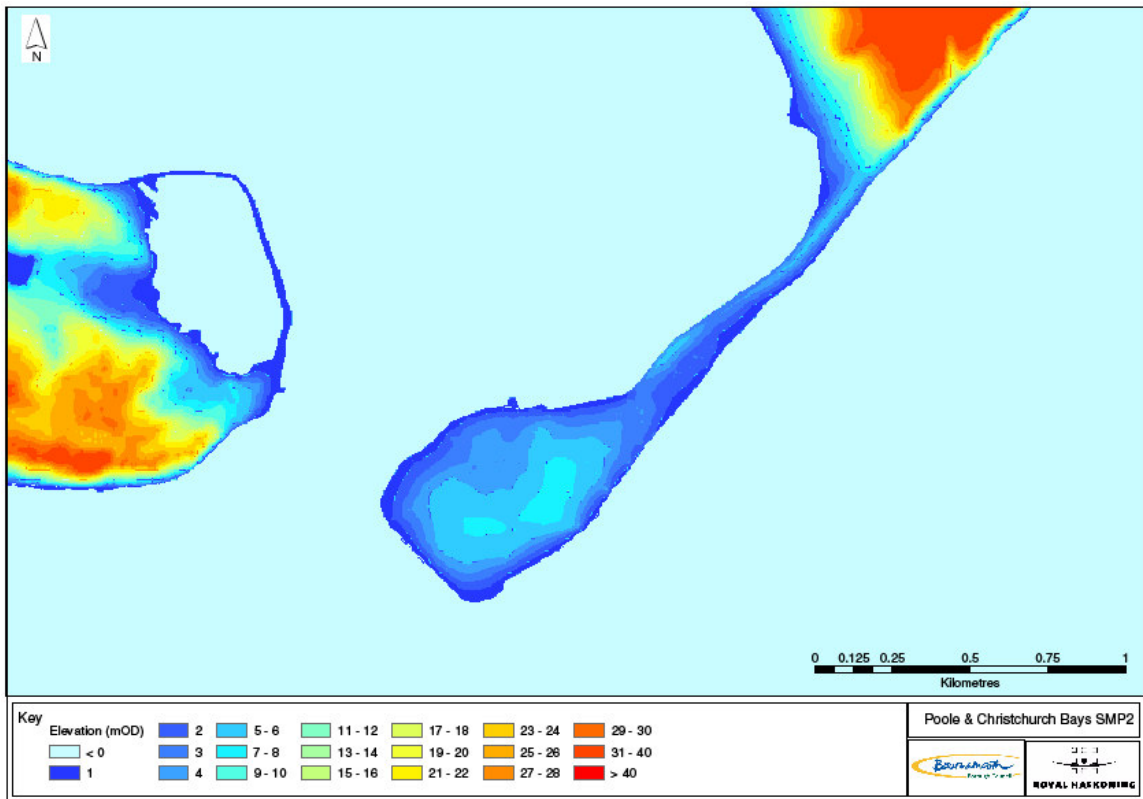 N
0 0.125 0.25 0.5 0.75 1
Kilometres
Key
Elevation (mOD)
< 0
1
2
3
4
5 - 6
7 - 8
9 - 10
11 - 12
13 - 14
15 - 16
17 - 18
19 - 20
21 - 22
23 - 24
25 - 26
27 - 28
29 - 30
31 - 40
> 40
Poole & Christchurch Bays SMP2
Bournemouth
Borough Council
ROYAL HASKONING